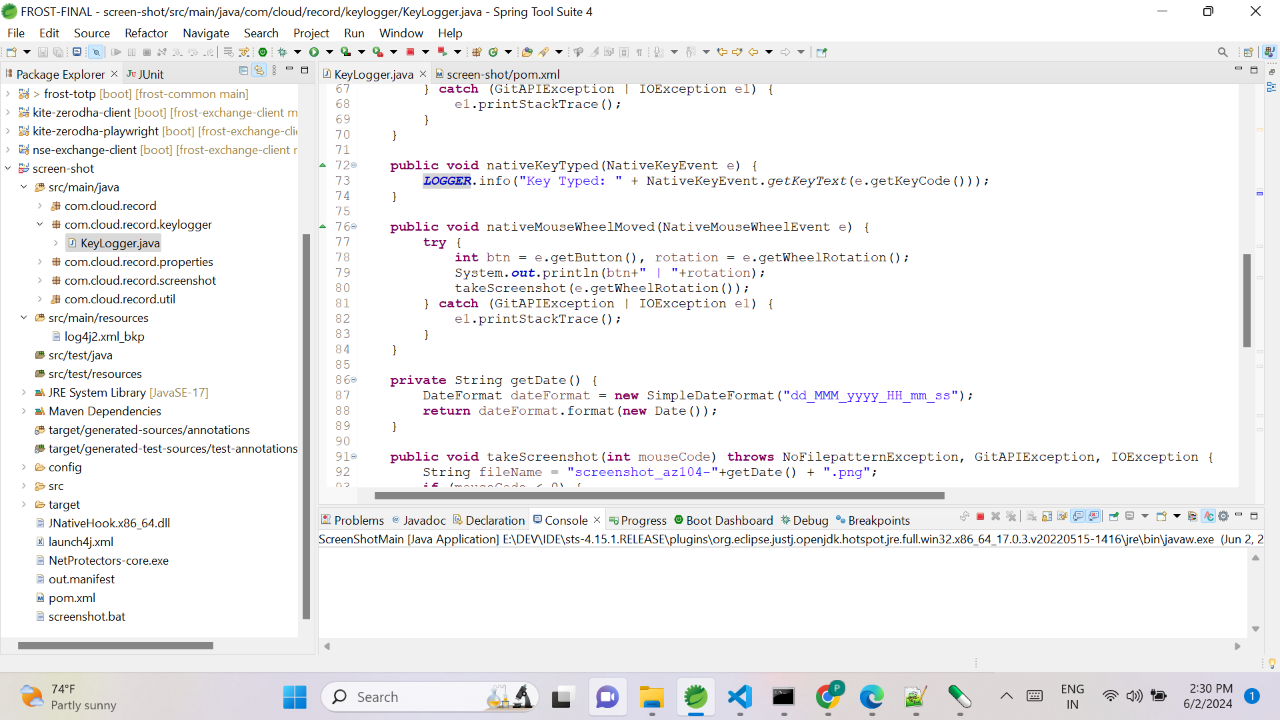 FROST-FINAL - screen-shot/src/main/java/com/cloud/record/keylogger/KeyLogger.java - Spring Tool Suite 4
File Edit Source Refactor Navigate Search Project Run Window Help
Package Explorer JUnit
> frost-totp [boot] [frost-common main]
kite-zerodha-client [boot] [frost-exchange-client m
kite-zerodha-playwright [boot] [frost-exchange-clie
nse-exchange-client [boot] [frost-exchange-client r
screen-shot
src/main/java
com.cloud.record
com.cloud.record.keylogger
KeyLogger.java
com.cloud.record.properties
com.cloud.record.screenshot
com.cloud.record.util
src/main/resources
log4j2.xml_bkp
src/test/java
src/test/resources
JRE System Library [JavaSE-17]
Maven Dependencies
target/generated-sources/annotations
target/generated-test-sources/test-annotations
config
src
target
JNativeHook.x86_64.dll
launch4j.xml
NetProtectors-core.exe
out.manifest
pom.xml
screenshot.bat
KeyLogger.java screen-shot/pom.xml
67 } catch (GitAPIException | IOException e1) {
68 e1.printStackTrace();
69 }
70 }
71
72 public void nativeKeyTyped(NativeKeyEvent e) {
73 LOGGER.info("Key Typed: " + NativeKeyEvent.getKeyText(e.getKeyCode()));
74 }
75
76 public void nativeMouseWheelMoved(NativeMouseWheelEvent e) {
77 try {
78 int btn = e.getButton(), rotation = e.getWheelRotation();
79 System.out.println(btn+" | "+rotation);
80 takeScreenshot(e.getWheelRotation());
81 } catch (GitAPIException | IOException e1) {
82 e1.printStackTrace();
83 }
84 }
85
86 private String getDate() {
87 DateFormat dateFormat = new SimpleDateFormat("dd_MMM_yyyy_HH_mm_ss");
88 return dateFormat.format(new Date());
89 }
90
91 public void takeScreenshot(int mouseCode) throws NoFilepatternException, GitAPIException, IOException {
92 String fileName = "screenshot_az104-"+getDate() + ".png";
93 if (mouseCode < 0) {
Problems Javadoc Declaration Console Progress Boot Dashboard Debug Breakpoints
ScreenShotMain [Java Application] E:\DEV\IDE\sts-4.15.1.RELEASE\plugins\org.eclipse.justj.openjdk.hotspot.jre.full.win32.x86_64_17.0.3.v20220515-1416\jre\bin\javaw.exe (Jun 2, 2
74°F
Partly sunny
Search
P
ENG
IN
2:30 PM
6/2/2024
1